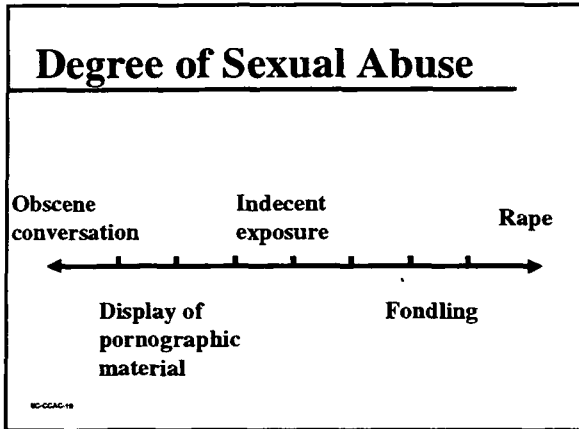 Degree of Sexual Abuse
Obscene
conversation
Indecent
exposure
Rape
Display of
pornographic
material
Fondling